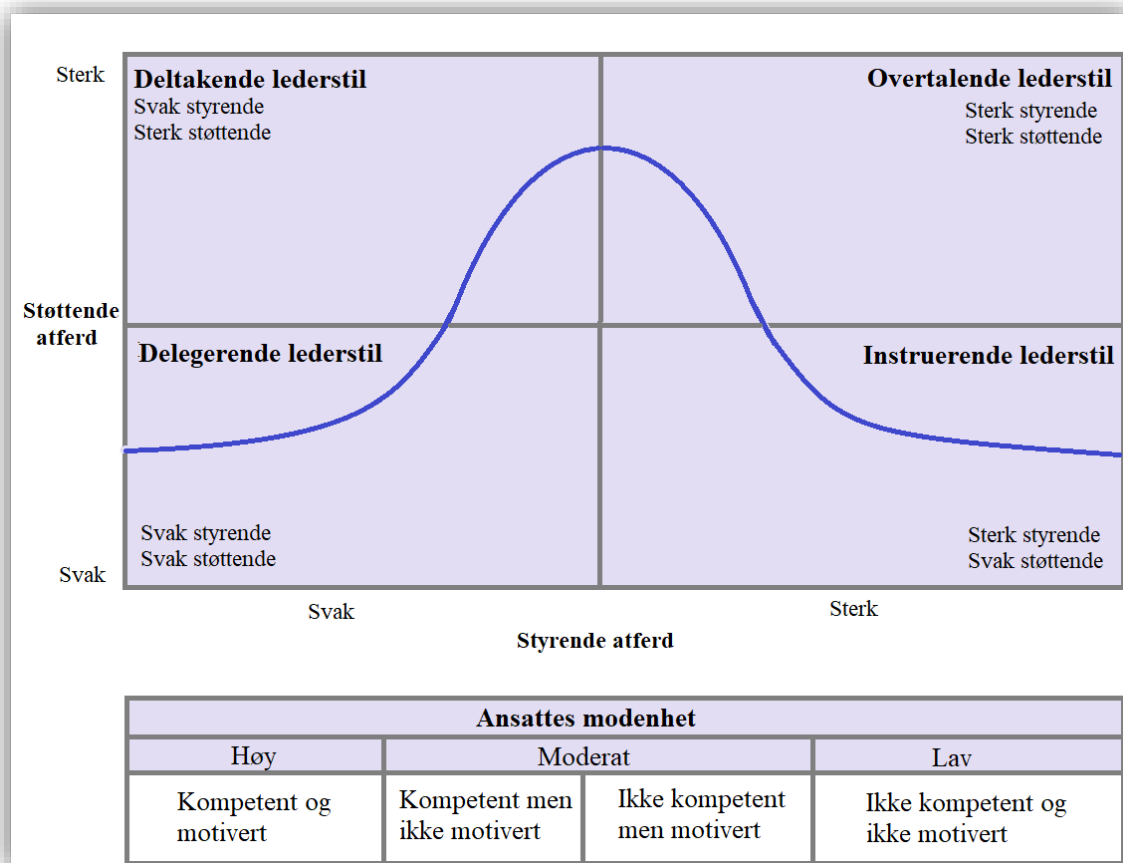 Sterk
Deltakende lederstil
Svak styrende
Sterk støttende
Overtalende lederstil
Sterk styrende
Sterk støttende
Støttende
atferd
Delegerende lederstil
Svak styrende
Svak støttende
Instruerende lederstil
Sterk styrende
Svak støttende
Svak
Svak
Sterk
Styrende atferd
Ansattes modenhet
Høy
Moderat
Lav
Kompetent og
motivert
Kompetent men
ikke motivert
Ikke kompetent
men motivert
Ikke kompetent og
ikke motivert